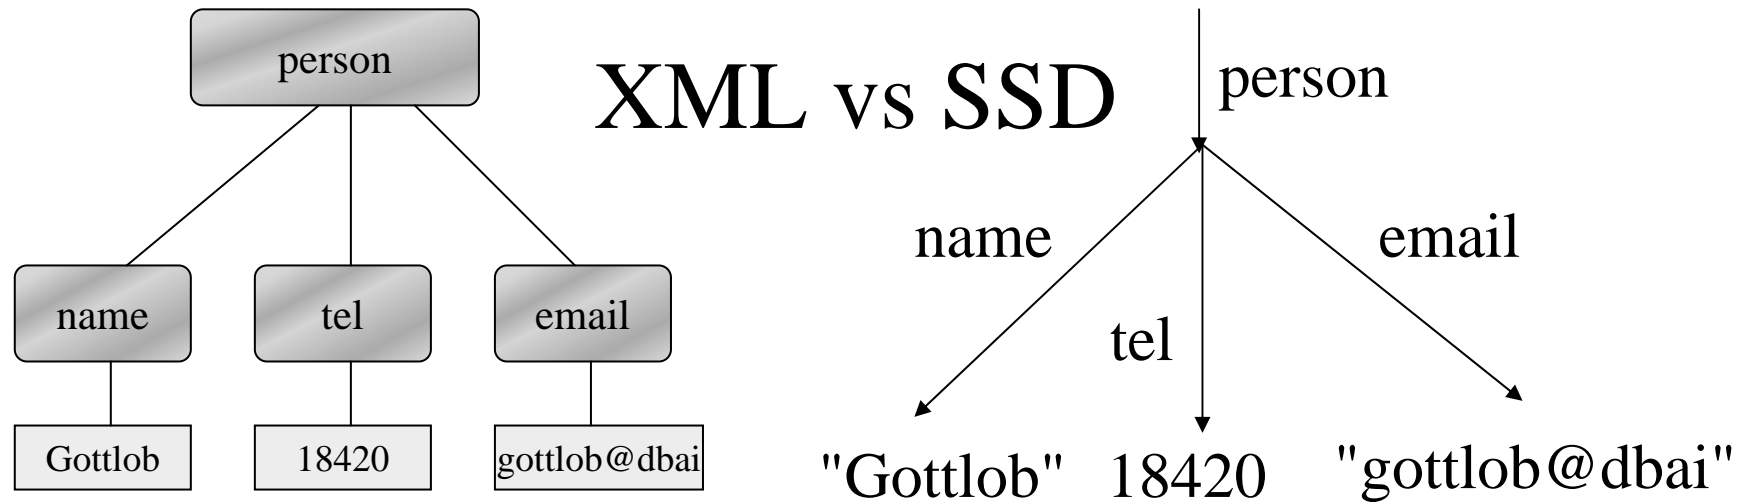 person
XML vs SSD
person
name
tel
email
name
email
tel
Gottlob
18420
gottlob@dbai
"Gottlob"
18420
"gottlob@dbai"